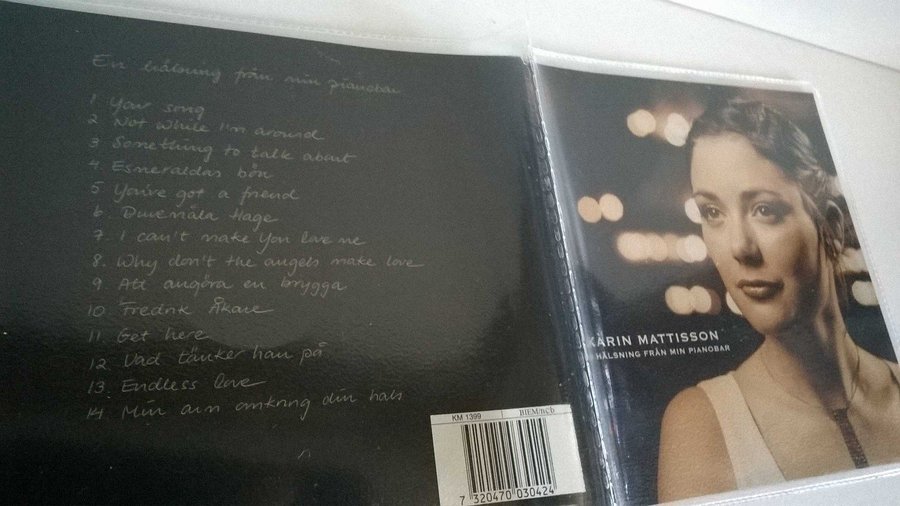 En hälsning från min pianobar
1 Your song
2 Not while I'm around
3 Something to talk about
4. Esmeraldas bön
5 You've got a friend
6. Duvemåla Hage
7. I can't make you love me
8. Why don't the angels make love
9. Att angöra en brygga
10 Fredrik Åkare
11. Get here
12. Vad tänker han på
13. Endless love
14. Min arm omkring din hals
KM 1399 BIEM/ncb
7 320470 030424
KARIN MATTISSON
HÄLSNING FRÅN MIN PIANOBAR